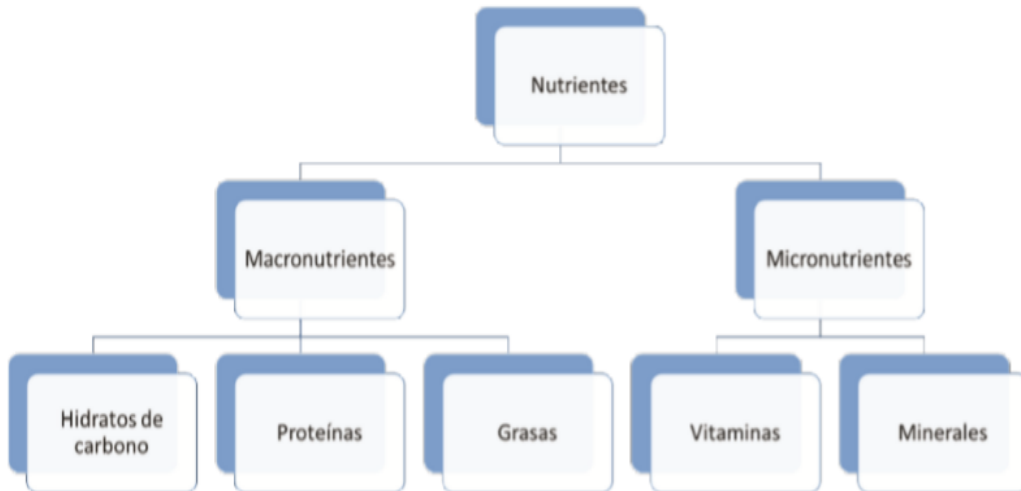 Nutrientes
Macronutrientes
Micronutrientes
Hidratos de
carbono
Proteínas
Grasas
Vitaminas
Minerales